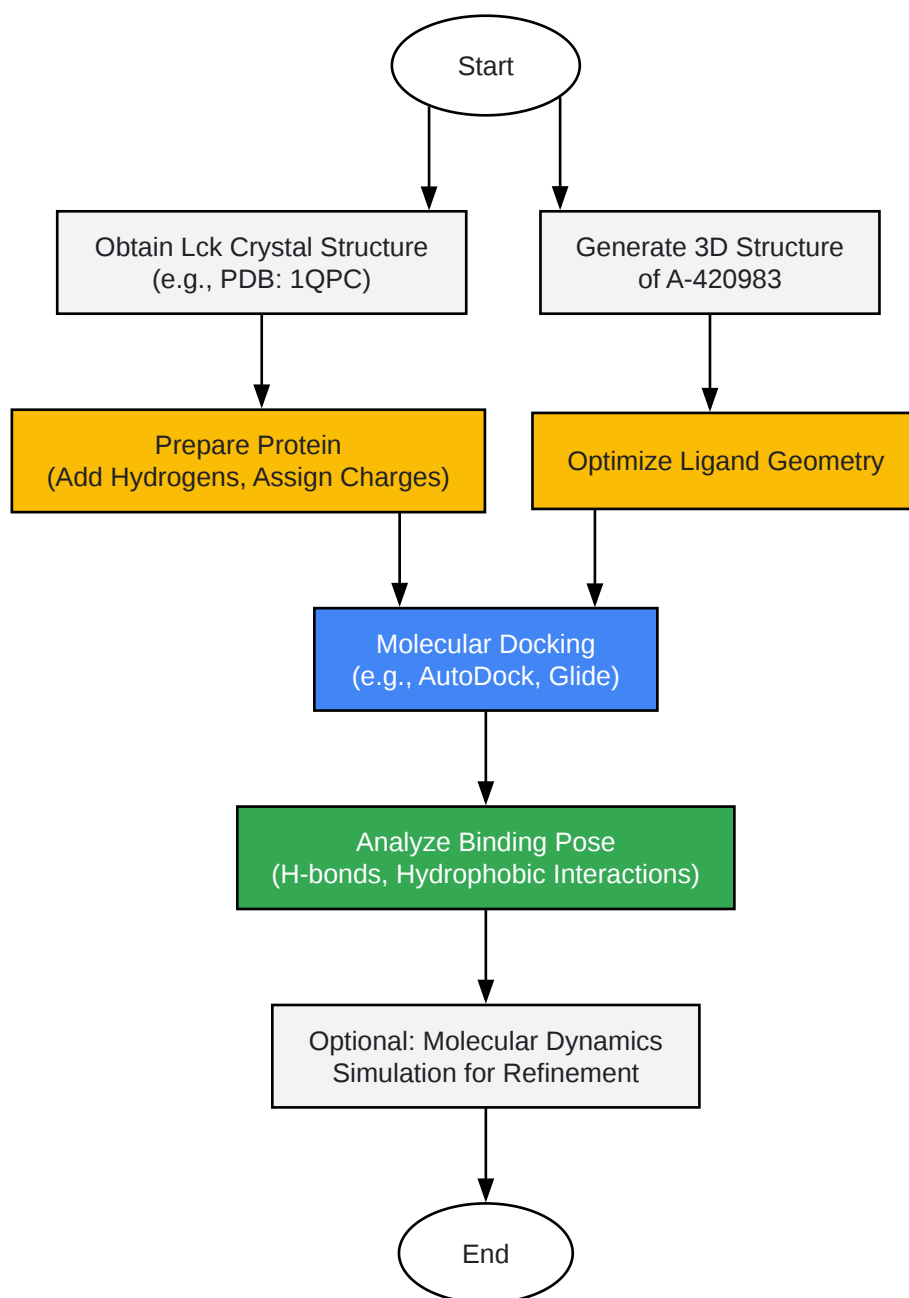 Start
Obtain Lck Crystal Structure
(e.g., PDB: 1QPC)
Generate 3D Structure
of A-420983
Prepare Protein
(Add Hydrogens, Assign Charges)
Optimize Ligand Geometry
Molecular Docking
(e.g., AutoDock, Glide)
Analyze Binding Pose
(H-bonds, Hydrophobic Interactions)
Optional: Molecular Dynamics
Simulation for Refinement
End